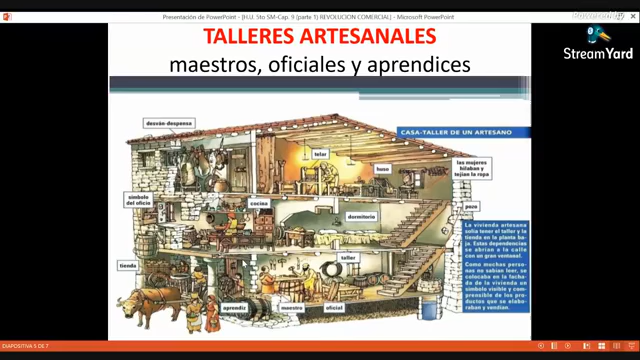 Presentación de PowerPoint - [H.U. 5to SM-Cap. 9 (parte 1) REVOLUCION COMERCIAL] - Microsoft PowerPoint
TALLERES ARTESANALES
maestros, oficiales y aprendices
StreamYard
CASA-TALLER DE UN ARTESANO
desván-despensa
telar
huso
las mujeres
hilaban y
tejían la ropa
símbolo
del oficio
cocina
dormitorio
pozo
La vivienda artesana
solía tener el taller y la
tienda en la planta ba-
ja. Estas dependencias
se abrían a la calle
con un gran ventanal.
Como muchas perso-
nas no sabían leer, se
colocaba en la facha-
da de la vivienda un
símbolo visible y com-
prensible de los pro-
ductos que se elabo-
raban y vendían.
tienda
taller
aprendiz
maestro
oficial
DIAPOSITIVA 5 DE 7